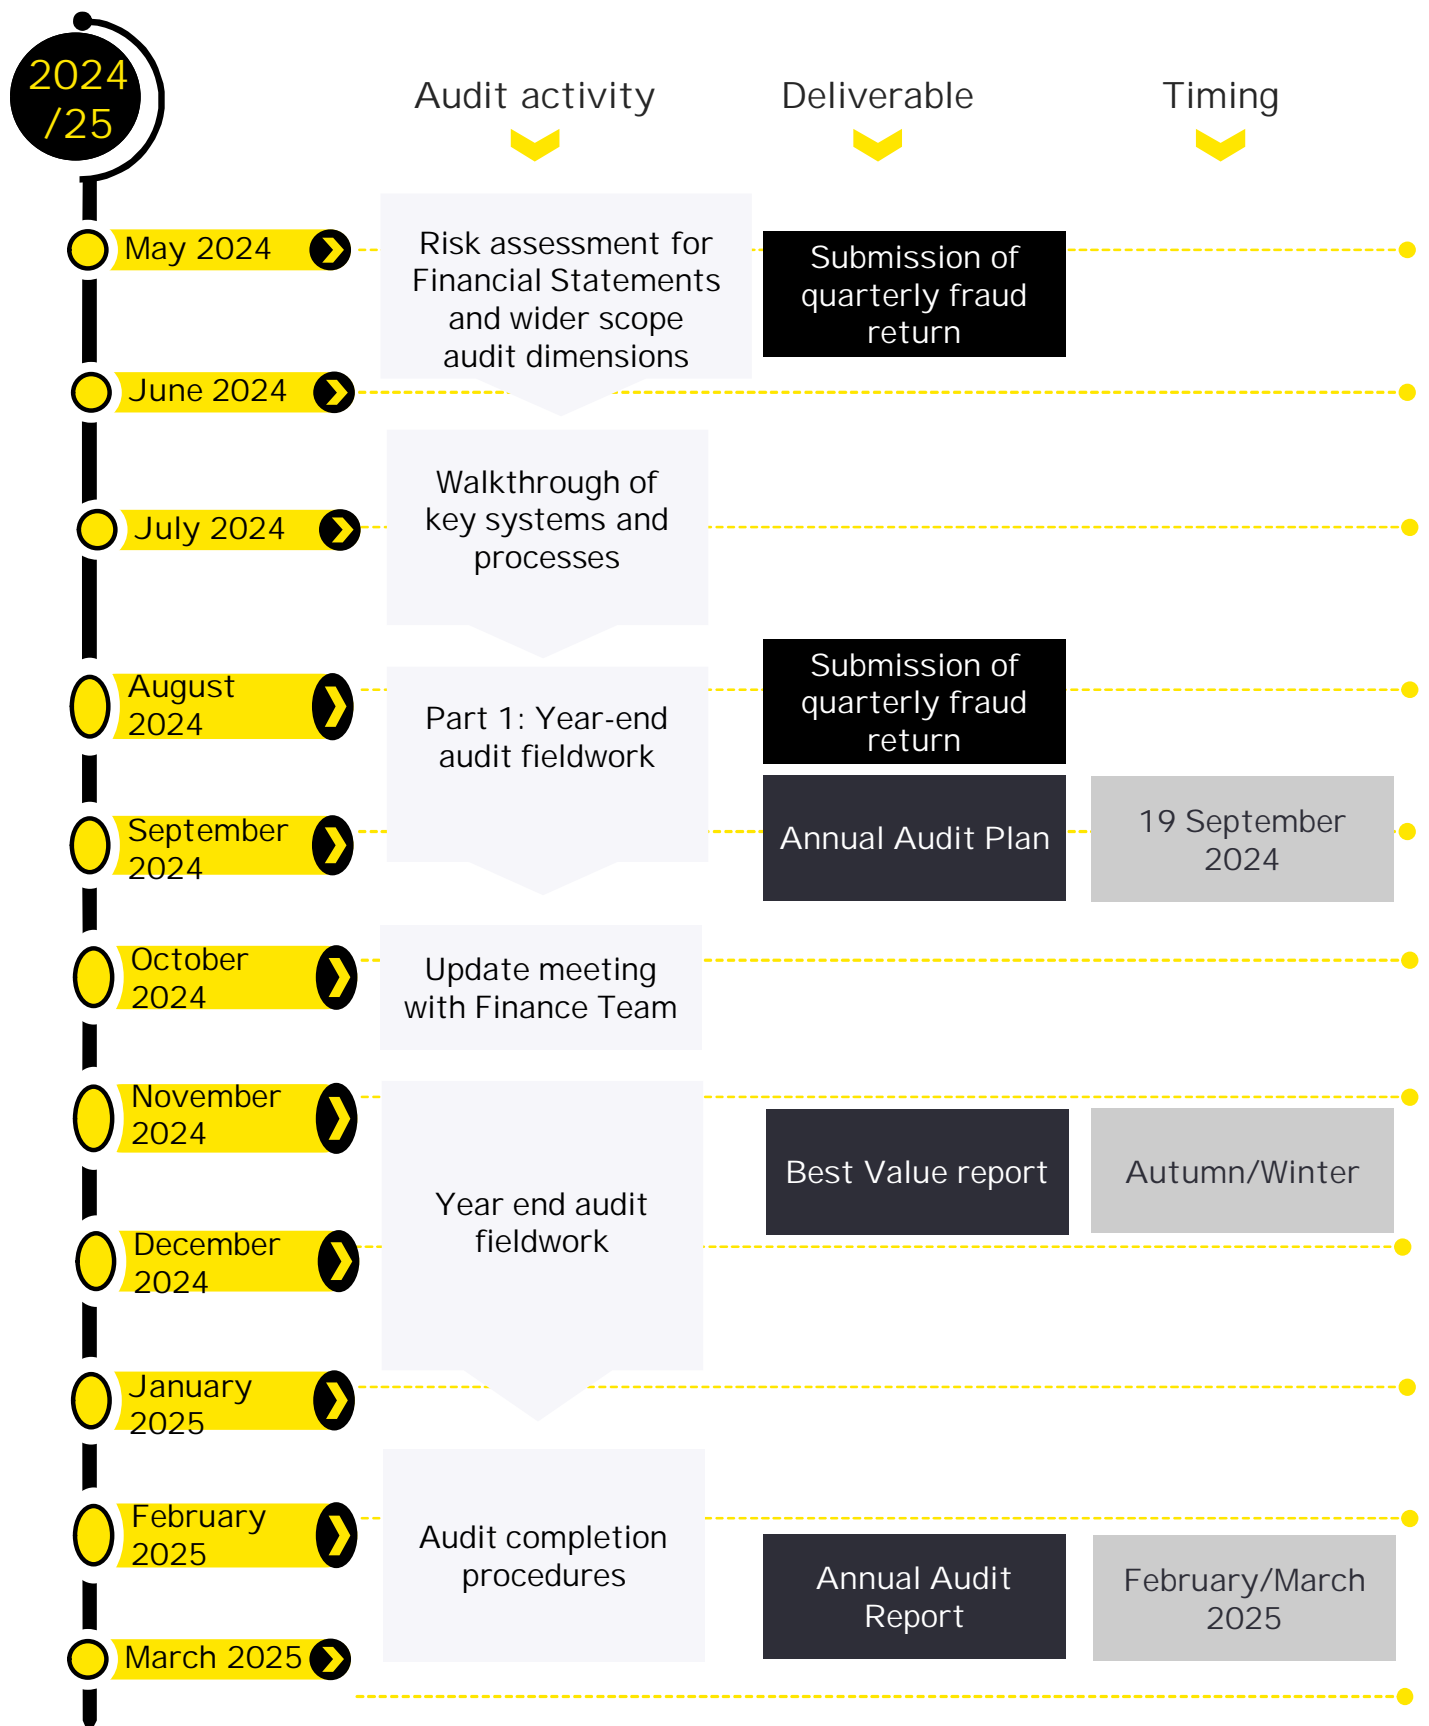 2024
/25
Audit activity
Deliverable
Timing
May 2024
Risk assessment for
Financial Statements
and wider scope
audit dimensions
Submission of
quarterly fraud
return
June 2024
July 2024
Walkthrough of
key systems and
processes
August
2024
Part 1: Year-end
audit fieldwork
Submission of
quarterly fraud
return
September
2024
Annual Audit Plan
19 September
2024
October
2024
Update meeting
with Finance Team
November
2024
Year end audit
fieldwork
Best Value report
Autumn/Winter
December
2024
January
2025
February
2025
Audit completion
procedures
Annual Audit
Report
February/March
2025
March 2025